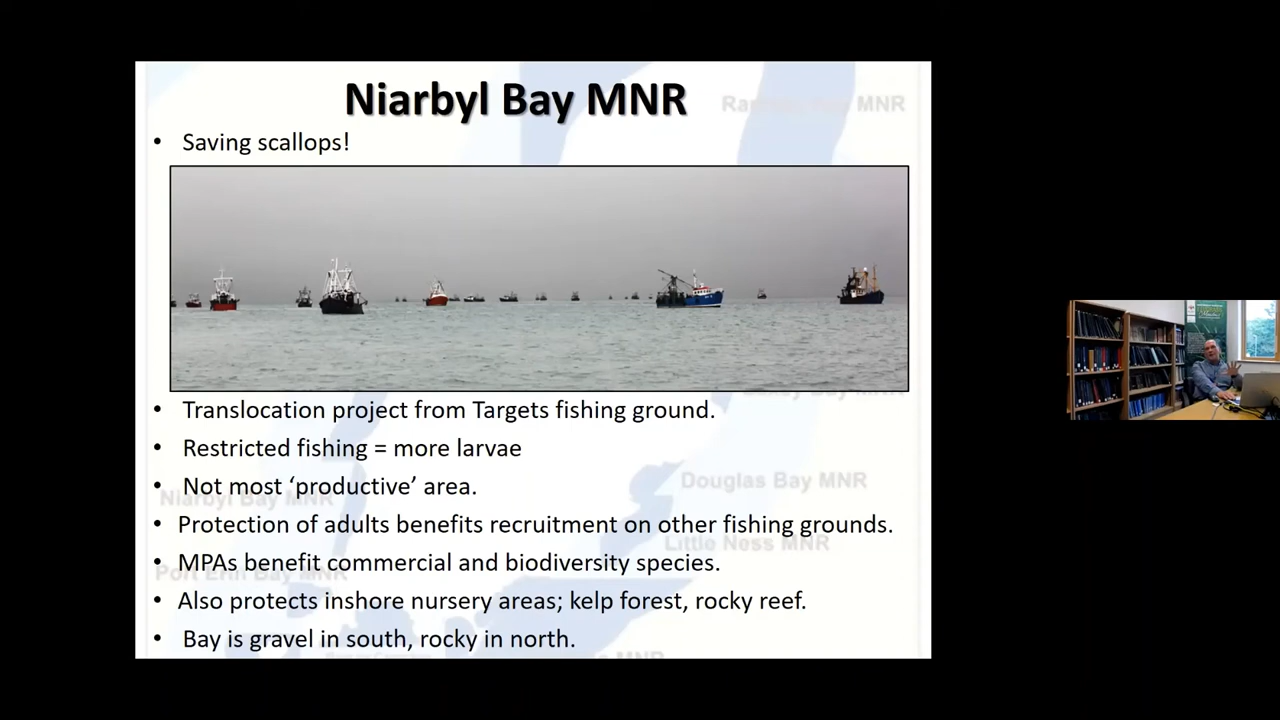 Niarbyl Bay MNR
Ramsey Bay MNR
• Saving scallops!
• Translocation project from Targets fishing ground.
• Restricted fishing = more larvae
• Not most ‘productive’ area.
Douglas Bay MNR
Niarbyl Bay MNR
• Protection of adults benefits recruitment on other fishing grounds.
Little Ness MNR
• MPAs benefit commercial and biodiversity species.
Port Erin Bay MNR
• Also protects inshore nursery areas; kelp forest, rocky reef.
• Bay is gravel in south, rocky in north.
MNR